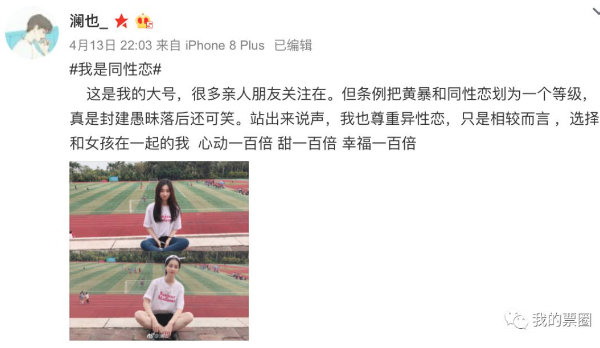 澜也_
4月13日 22:03 来自 iPhone 8 Plus 已编辑
#我是同性恋#
这是我的大号，很多亲人朋友关注在。但条例把黄暴和同性恋划为一个等级，
真是封建愚昧落后还可笑。站出来说声，我也尊重异性恋，只是相较而言 ，选择
和女孩在一起的我 心动一百倍 甜一百倍 幸福一百倍
我的票圈